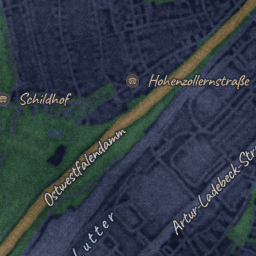 Hohenzollernstraße
Schildhof
Ostwestfalendamm
Artur-Ladebeck-Str
Lutter